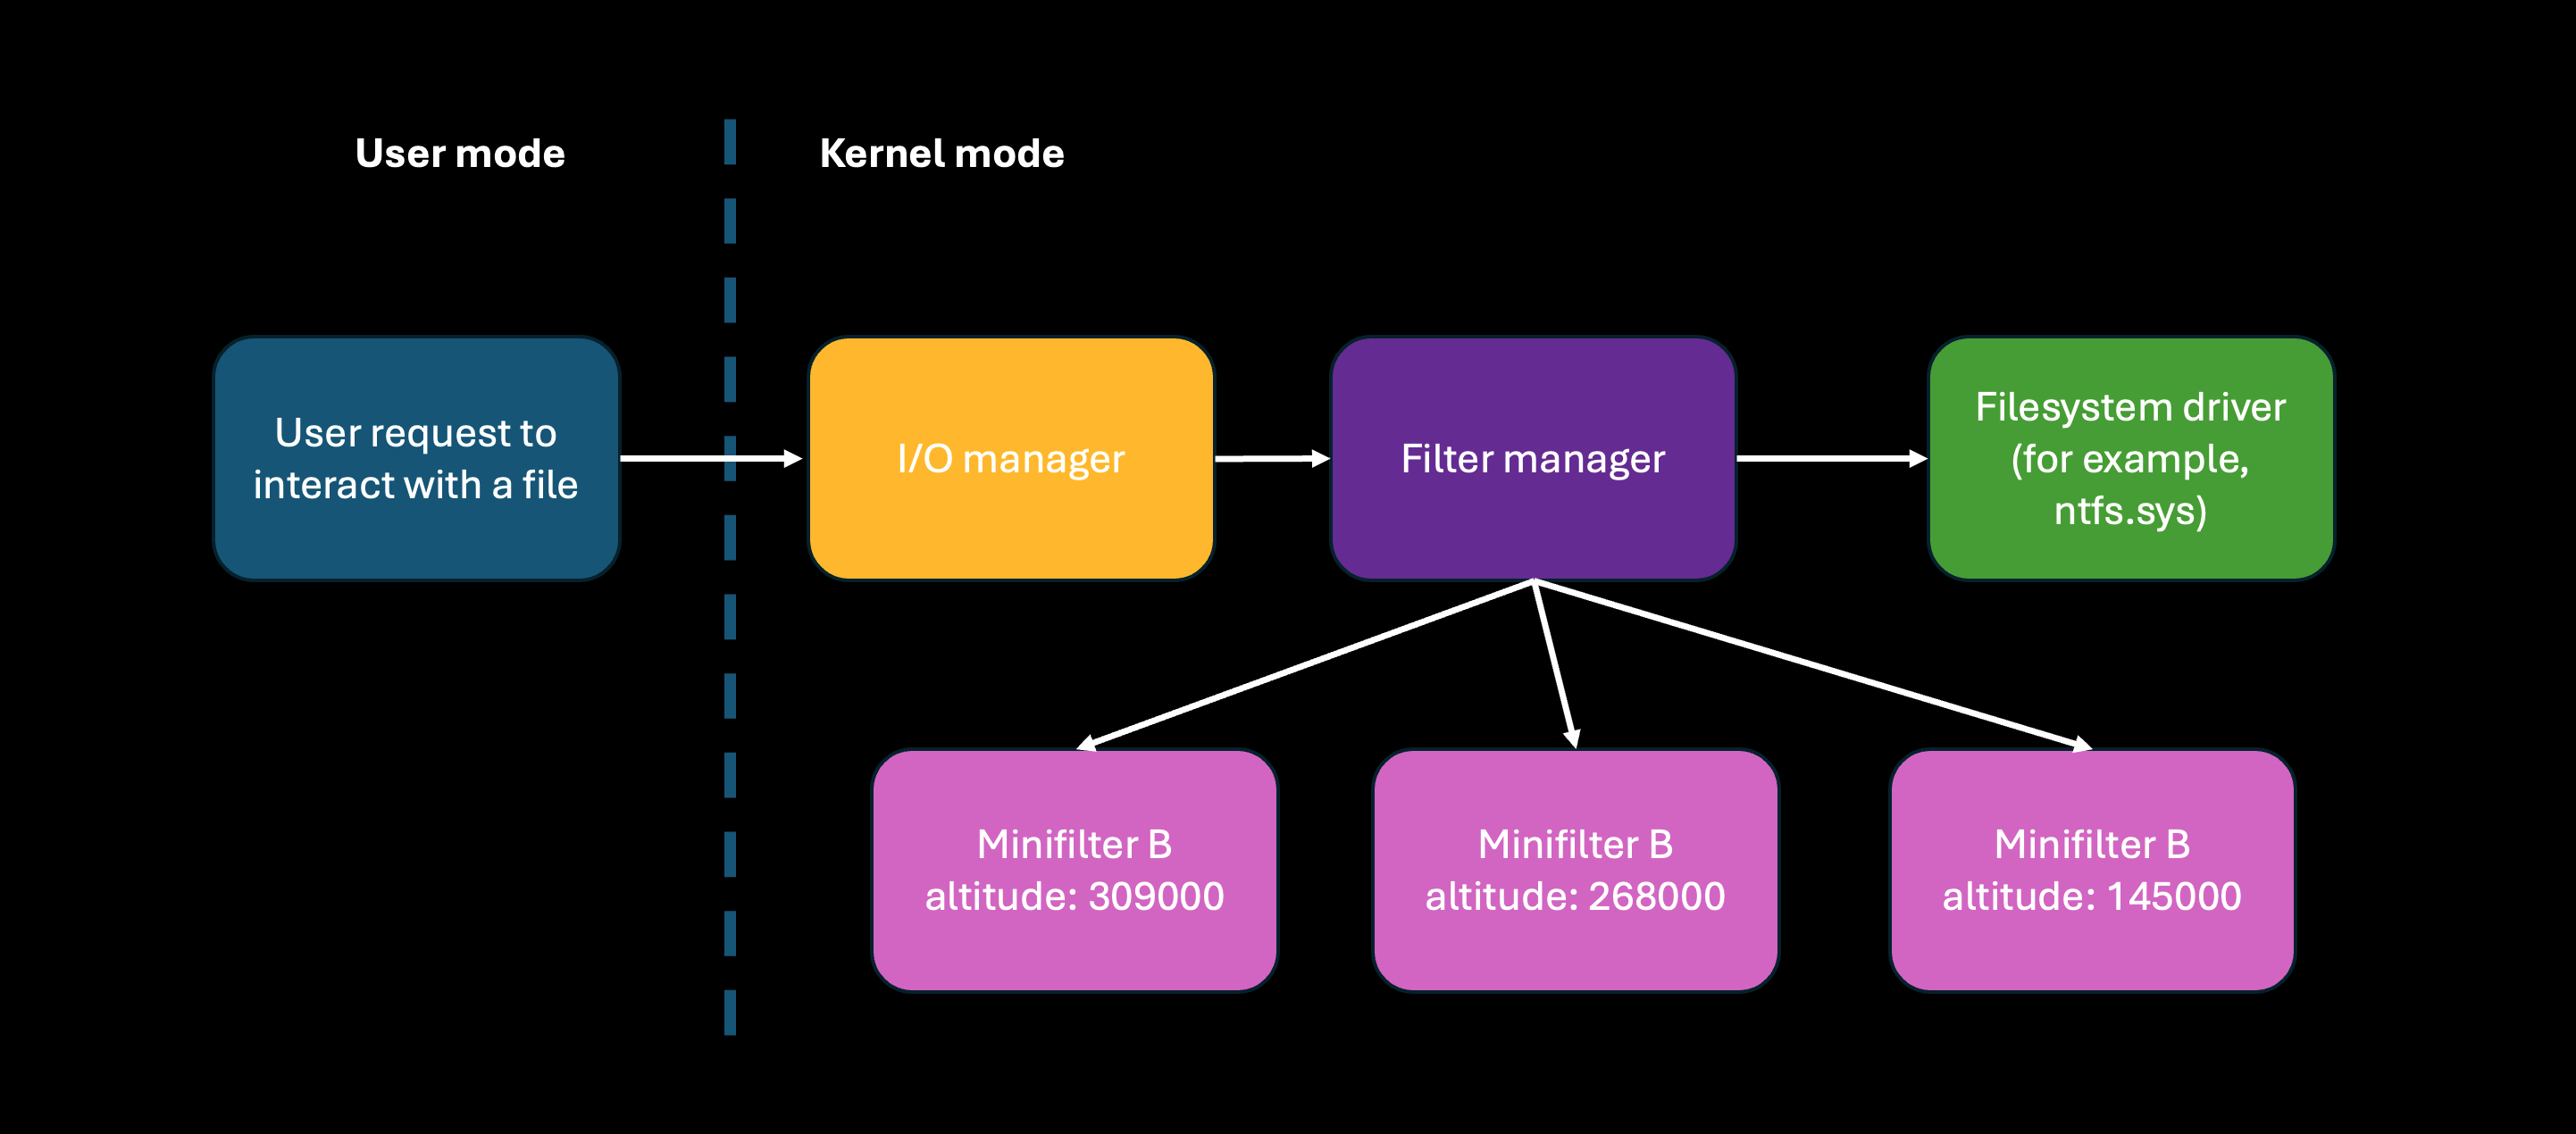 User mode
Kernel mode
User request to
interact with a file
I/O manager
Filter manager
Filesystem driver
(for example,
ntfs.sys)
Minifilter B
altitude: 309000
Minifilter B
altitude: 268000
Minifilter B
altitude: 145000